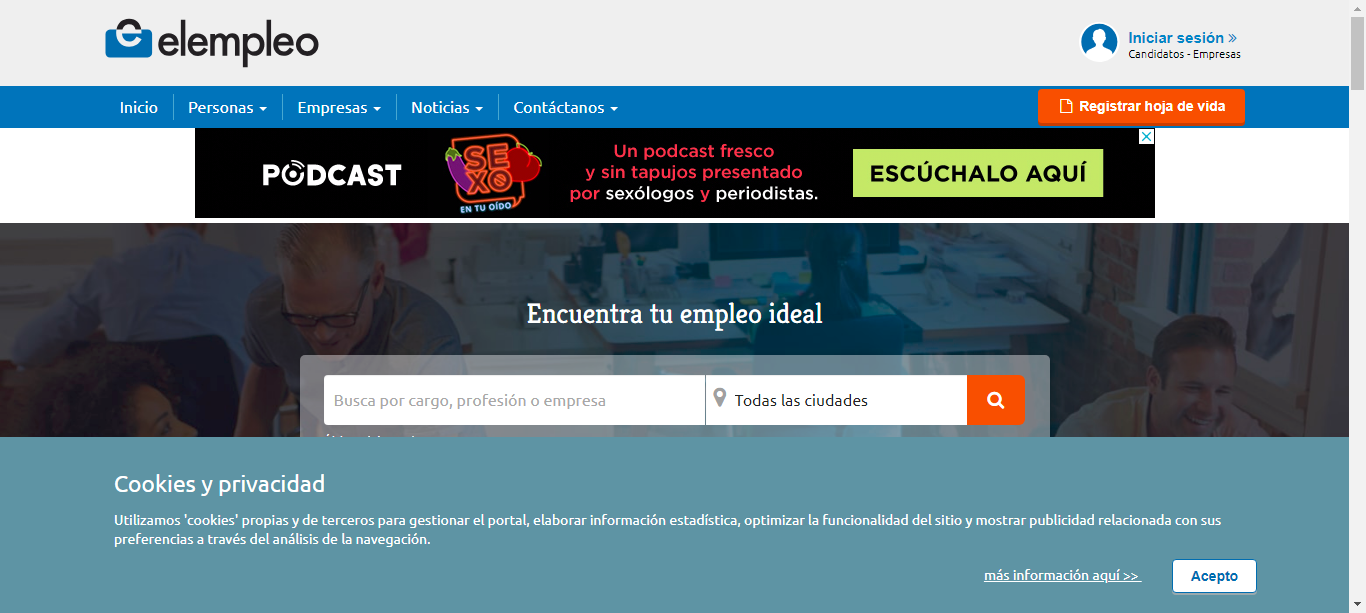 elempleo
Iniciar sesión »
Candidatos - Empresas
Inicio
Personas
Empresas
Noticias
Contáctanos
Registrar hoja de vida
PODCAST
SEXO
EN TU OÍDO
Un podcast fresco
y sin tapujos presentado
por sexólogos y periodistas.
ESCÚCHALO AQUÍ
Encuentra tu empleo ideal
Busca por cargo, profesión o empresa
Todas las ciudades
Cookies y privacidad
Utilizamos 'cookies' propias y de terceros para gestionar el portal, elaborar información estadística, optimizar la funcionalidad del sitio y mostrar publicidad relacionada con sus
preferencias a través del análisis de la navegación.
más información aquí >>
Acepto